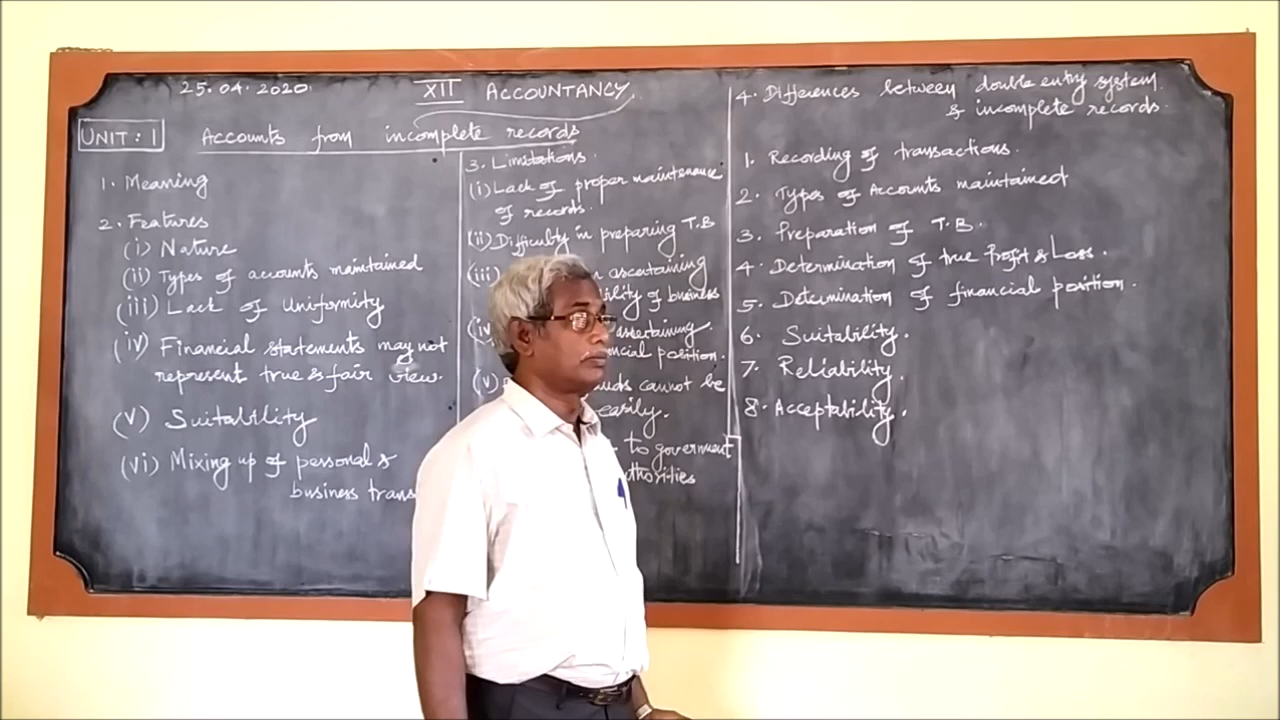 25.04.2020
XII ACCOUNTANCY
UNIT: 1 Accounts from incomplete records
1. Meaning
2. Features
(i) Nature
(ii) Types of accounts maintained
(iii) Lack of uniformity
(iv) Financial statements may not
represent true & fair view.
(v) Suitability
(vi) Mixing up of personal &
business trans
3. Limitations.
(i) Lack of proper maintenance
of records.
(ii) Difficulty in preparing T.B
(iii) in ascertaining
of business
(iv) ascertaining
position.
(v) cannot be
easily.
to goverment
4. Differences between double entry system
& incomplete records.
1. Recording of transactions.
2. Types of Accounts maintained
3. Preparation of T.B.
4. Determination of true Profit & Loss.
5. Determination of financial position.
6. Suitability.
7. Reliability.
8. Acceptability.